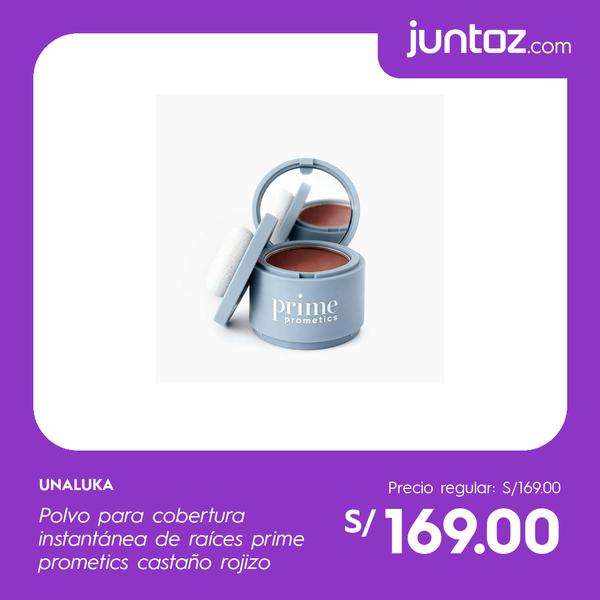 juntoz.com
prime
prometics
UNALUKA
Polvo para cobertura
instantánea de raíces prime
prometics castaño rojizo
Precio regular: S/169.00
S/169.00